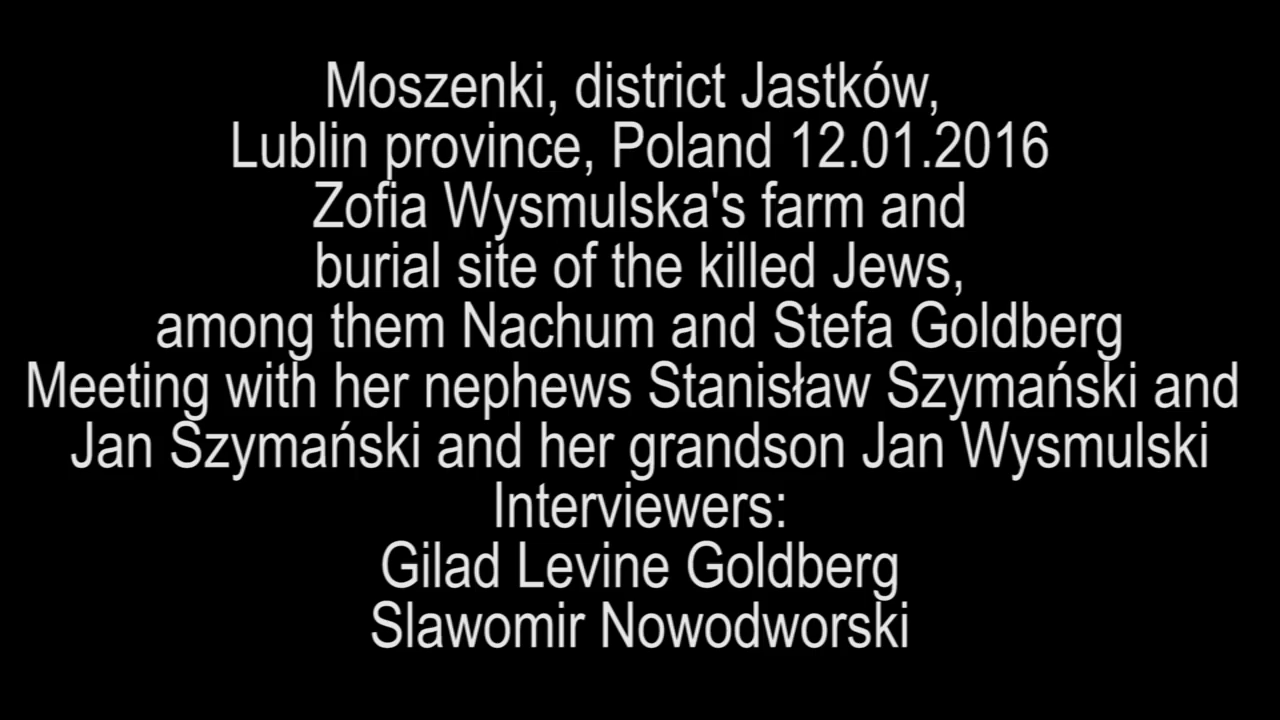 Moszenki, district Jastków,
Lublin province, Poland 12.01.2016
Zofia Wysmulska's farm and
burial site of the killed Jews,
among them Nachum and Stefa Goldberg
Meeting with her nephews Stanisław Szymański and
Jan Szymański and her grandson Jan Wysmulski
Interviewers:
Gilad Levine Goldberg
Slawomir Nowodworski